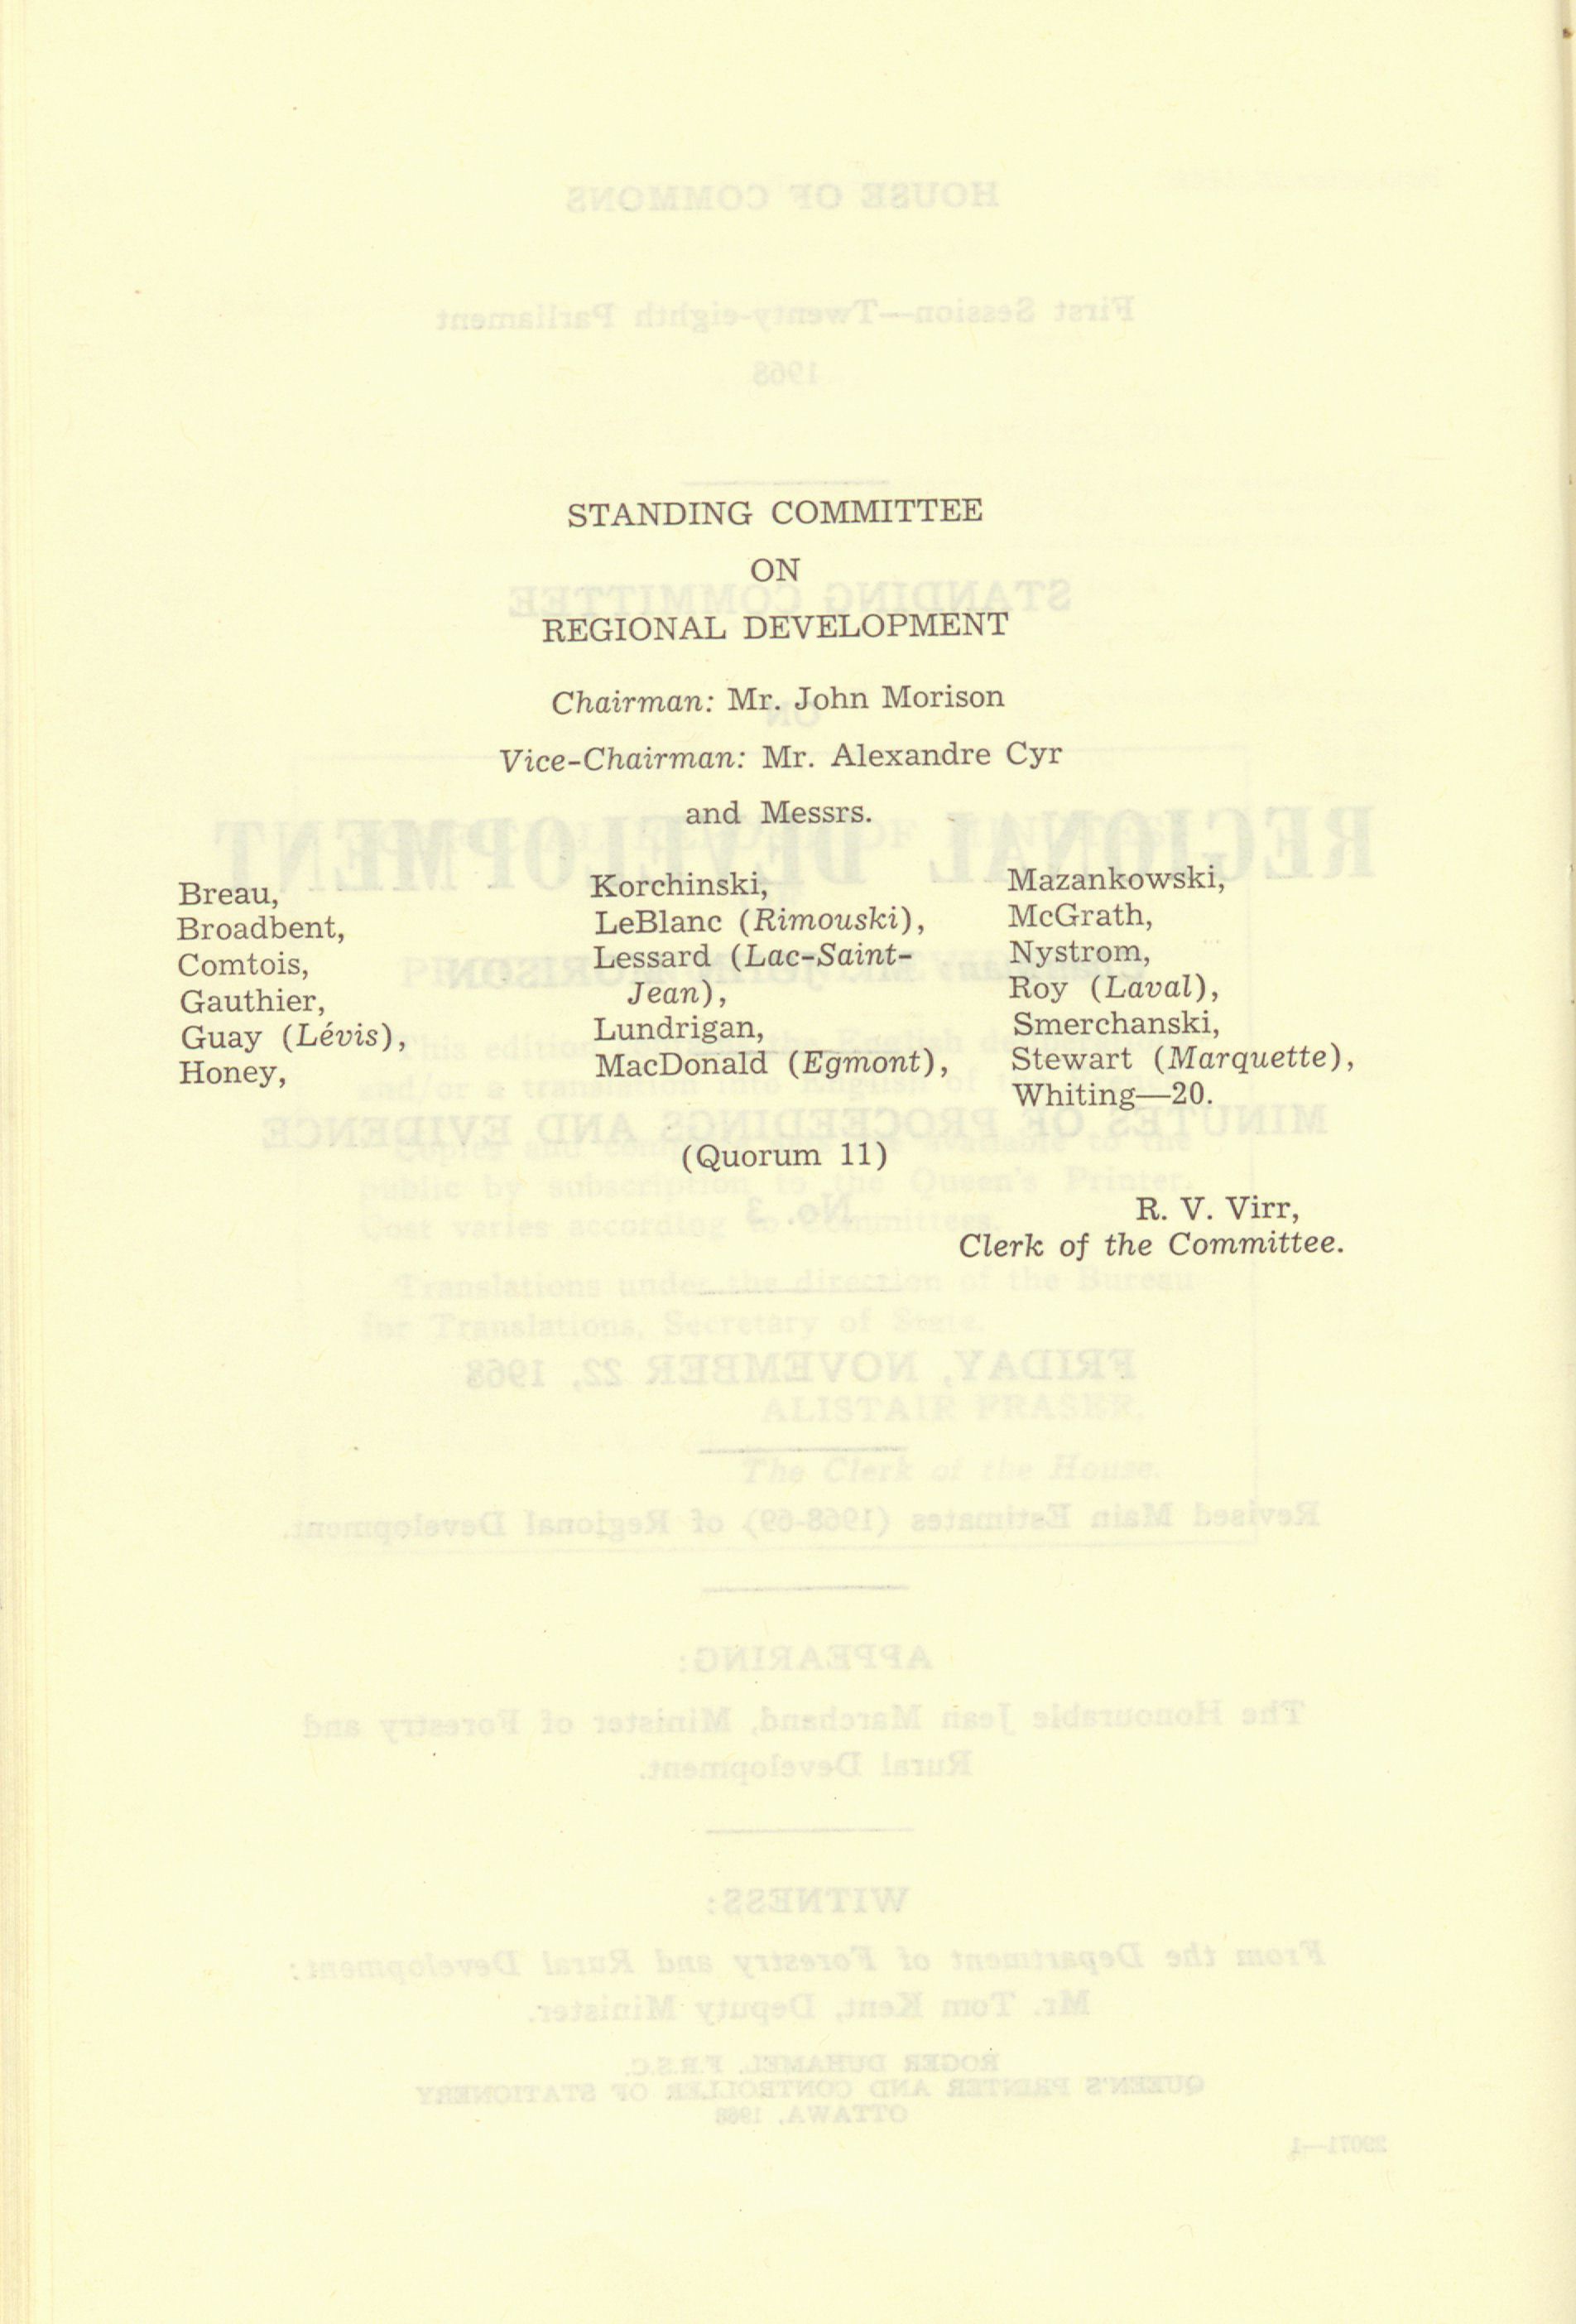 STANDING COMMITTEE
ON
REGIONAL DEVELOPMENT
Chairman: Mr. John Morison
Vice-Chairman: Mr. Alexandre Cyr
and Messrs.
Breau,
Broadbent,
Comtois,
Gauthier,
Guay (Lévis),
Honey,
Korchinski,
LeBlanc (Rimouski),
Lessard (Lac-Saint-
Jean),
Lundrigan,
MacDonald (Egmont),
Mazankowski,
McGrath,
Nystrom,
Roy (Laval),
Smerchanski,
Stewart (Marquette),
Whiting—20.
(Quorum 11)
R. V. Virr,
Clerk of the Committee.